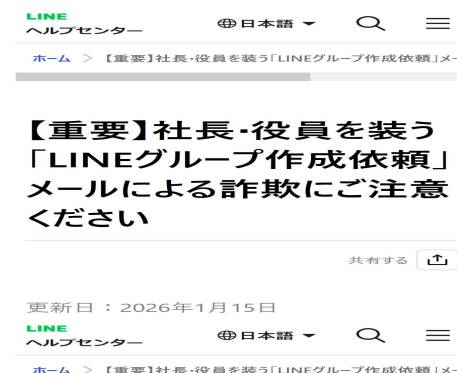 LINE
ヘルプセンター
日本語
ホーム > 【重要】社長・役員を装う「LINEグループ作成依頼」メー
【重要】社長・役員を装う
「LINEグループ作成依頼」
メールによる詐欺にご注意
ください
共有する
更新日：2026年1月15日
LINE
ヘルプセンター
日本語
ホーム > 【重要】社長・役員を装う「LINEグループ作成依頼」メー